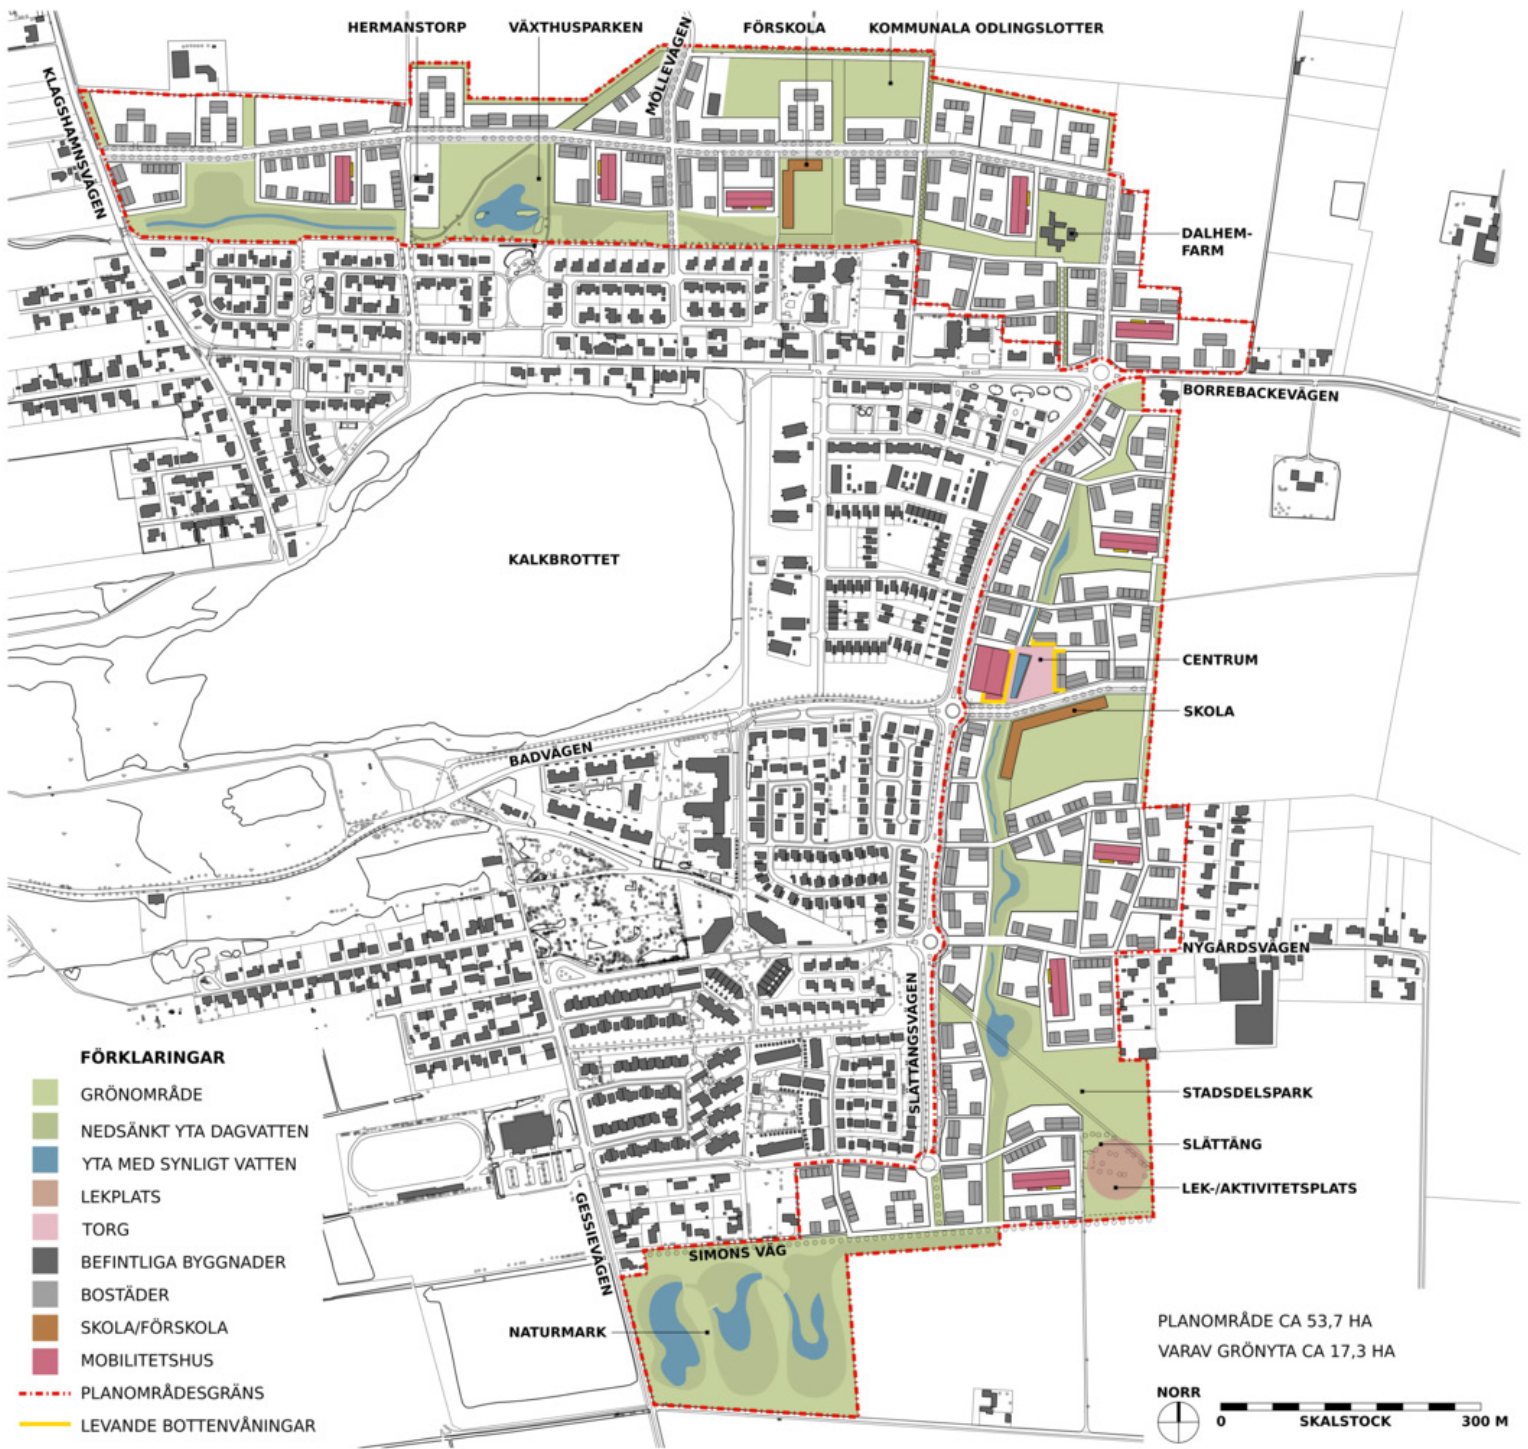 HERMANSTORP
VÄXTHUSPARKEN
MÖLLEVÄGEN
FÖRSKOLA
KOMMUNALA ODLINGSLOTTER
KLAGSHAMNSVÄGEN
DALHEM-
FARM
BORREBACKEVÄGEN
KALKBROTTET
CENTRUM
SKOLA
BADVÄGEN
NYGÅRDSVÄGEN
SLÄTTÄNGSVÄGEN
STADSDELSPARK
SLÄTTÄNG
LEK-/AKTIVITETSPLATS
GESSIEVÄGEN
SIMONS VÄG
NATURMARK
FÖRKLARINGAR
GRÖNOMRÅDE
NEDSÄNKT YTA DAGVATTEN
YTA MED SYNLIGT VATTEN
LEKPLATS
TORG
BEFINTLIGA BYGGNADER
BOSTÄDER
SKOLA/FÖRSKOLA
MOBILITETSHUS
PLANOMRÅDESGRÄNS
LEVANDE BOTTENVÅNINGAR
PLANOMRÅDE CA 53,7 HA
VARAV GRÖNYTA CA 17,3 HA
NORR
0 SKALSTOCK 300 M